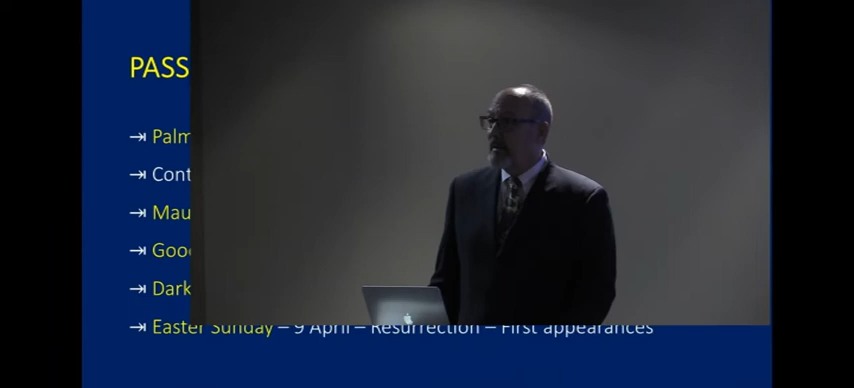 PASS
⇥ Palm
⇥ Cont
⇥ Mau
⇥ Good
⇥ Dark
⇥ Easter Sunday – 9 April – Resurrection – First appearances